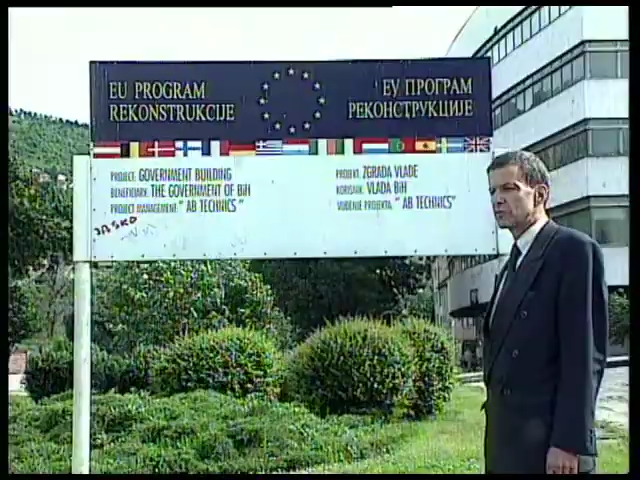 EU PROGRAM
REKONSTRUKCIJE
ЕУ ПРОГРАМ
РЕКОНСТРУКЦИЈЕ
PROJECT: GOVERNMENT BUILDING
BENEFICIARY: THE GOVERNMENT OF BIH
PROJECT MANAGEMENT: " AB TECHNICS "
PROJEKT: ZGRADA VLADE
KORISNIK: VLADA BIH
VOĐENJE PROJEKTA: " AB TECHNICS"